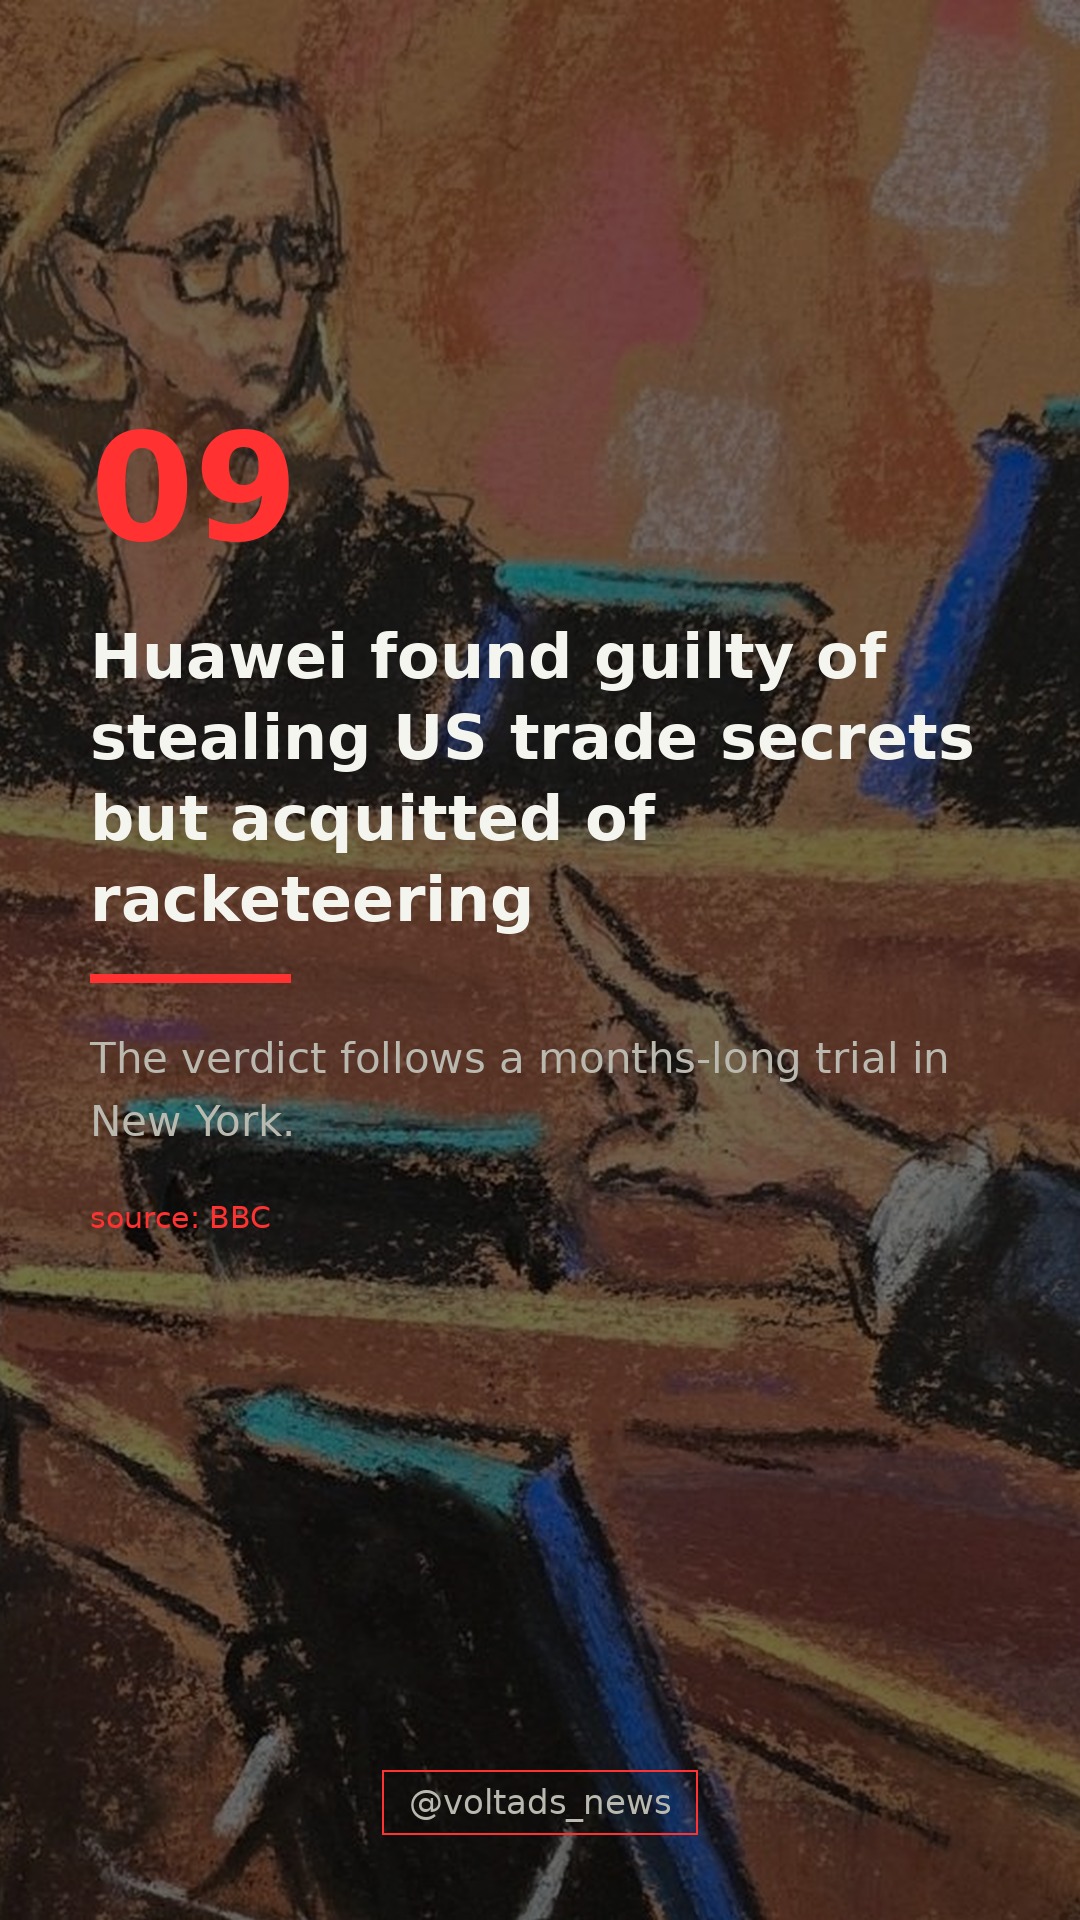 09
Huawei found guilty of
stealing US trade secrets
but acquitted of
racketeering
The verdict follows a months-long trial in
New York.
source: BBC
@voltads_news